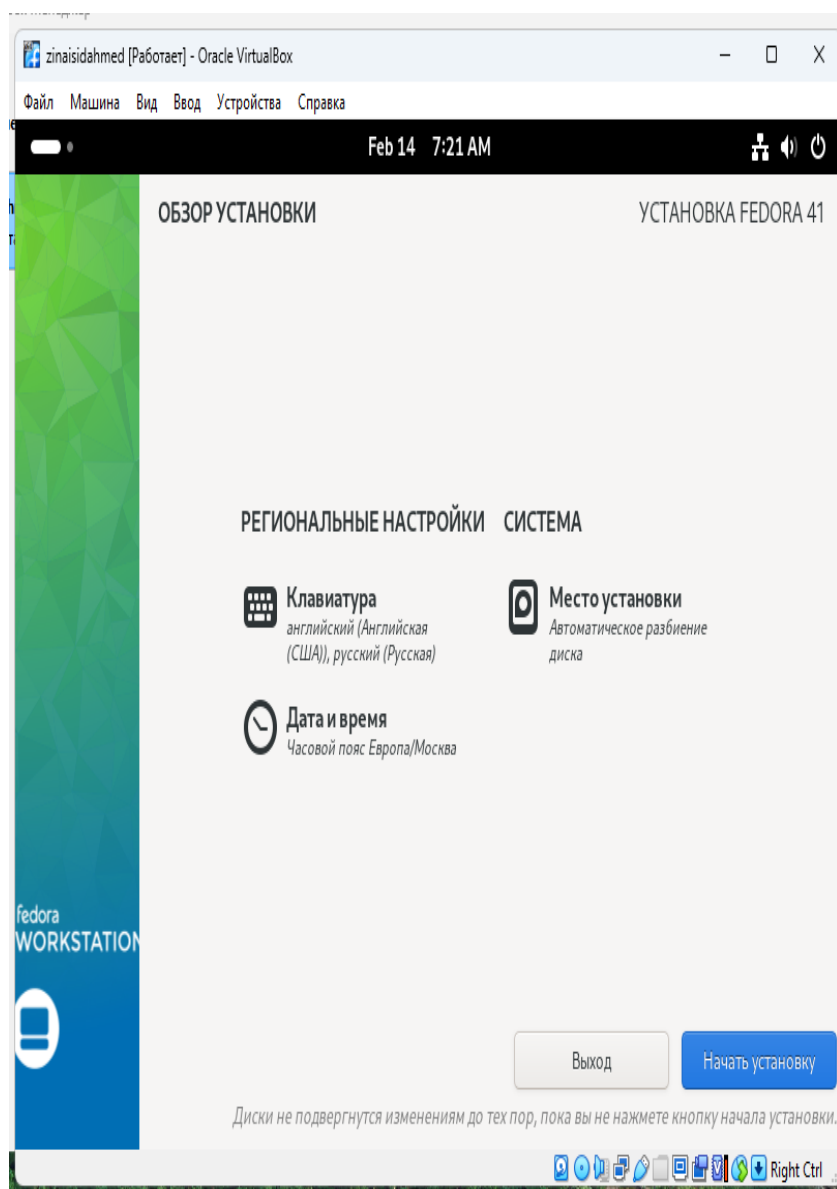 zinaisidahmed [Работает] - Oracle VirtualBox
Файл Машина Вид Ввод Устройства Справка
Feb 14 7:21 AM
ОБЗОР УСТАНОВКИ
УСТАНОВКА FEDORA 41
РЕГИОНАЛЬНЫЕ НАСТРОЙКИ
СИСТЕМА
Клавиатура
английский (Английская
(США)), русский (Русская)
Место установки
Автоматическое разбиение
диска
Дата и время
Часовой пояс Европа/Москва
fedora
WORKSTATION
Выход
Начать установку
Диски не подвергнутся изменениям до тех пор, пока вы не нажмете кнопку начала установки.
Right Ctrl